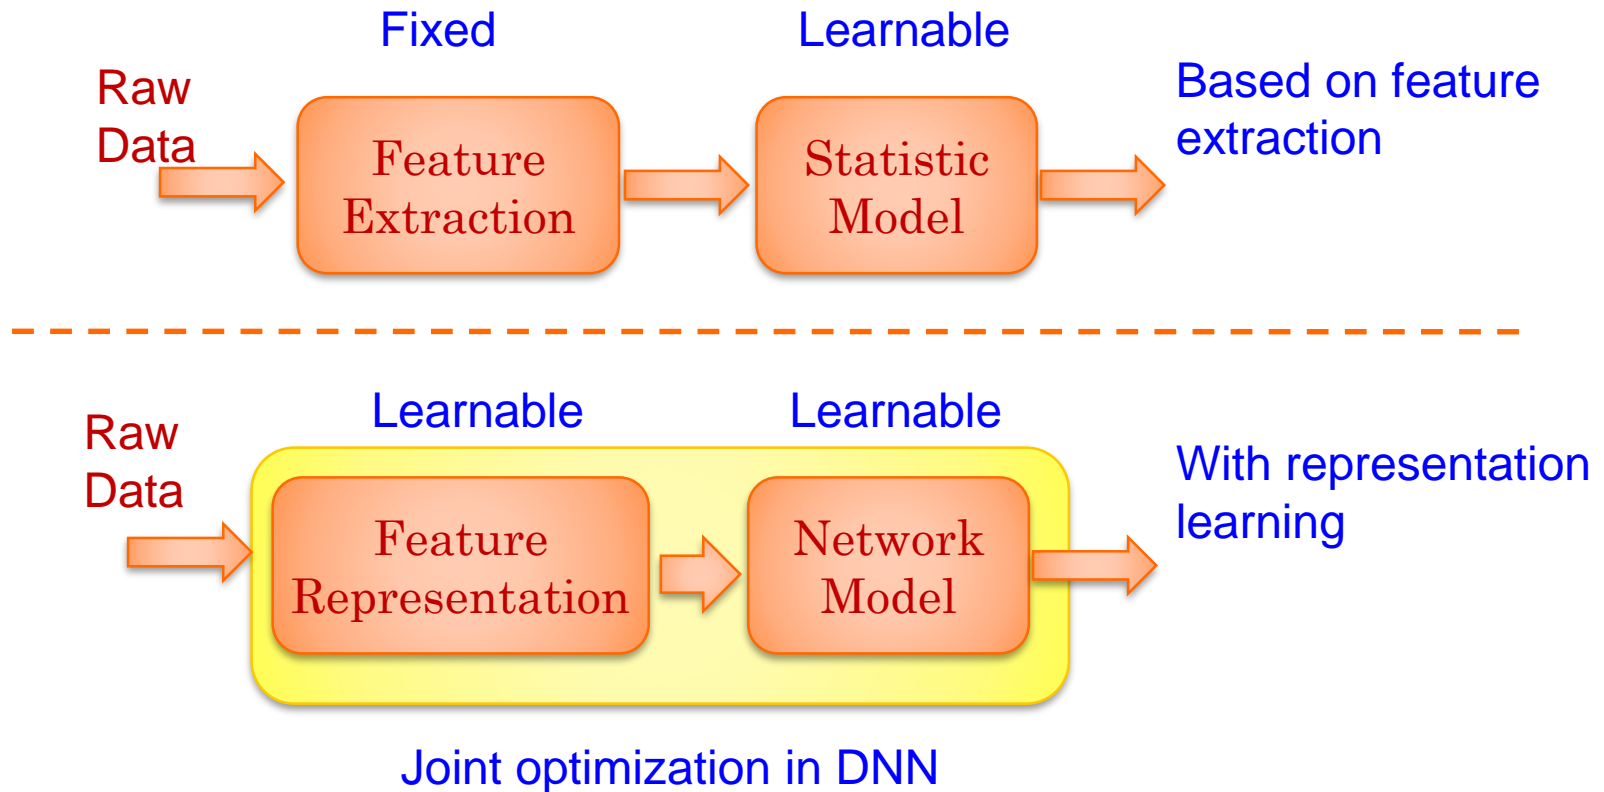 Fixed
Learnable
Raw
Data
Feature
Extraction
Statistic
Model
Based on feature
extraction
Learnable
Learnable
Raw
Data
Feature
Representation
Network
Model
With representation
learning
Joint optimization in DNN